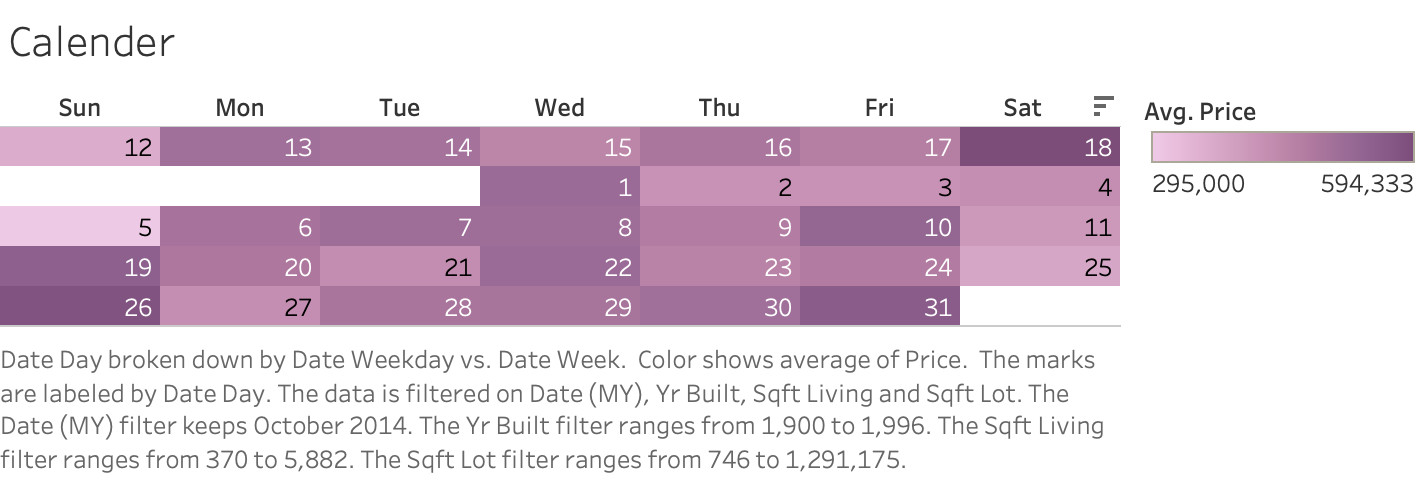 Calender
Sun Mon Tue Wed Thu Fri Sat
Avg. Price
12 13 14 15 16 17 18
295,000 594,333
1 2 3 4
5 6 7 8 9 10 11
19 20 21 22 23 24 25
26 27 28 29 30 31
Date Day broken down by Date Weekday vs. Date Week.  Color shows average of Price.  The marks
are labeled by Date Day. The data is filtered on Date (MY), Yr Built, Sqft Living and Sqft Lot. The
Date (MY) filter keeps October 2014. The Yr Built filter ranges from 1,900 to 1,996. The Sqft Living
filter ranges from 370 to 5,882. The Sqft Lot filter ranges from 746 to 1,291,175.